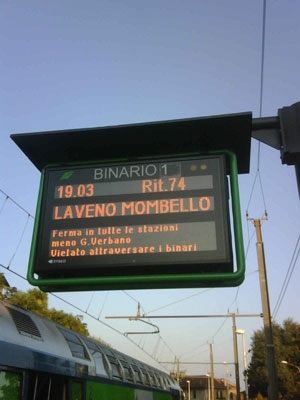 BINARIO 1
19.03 Rit.74
LAVENO MOMBELLO
Ferma in tutte le stazioni
meno G.Verbano
Vietato attraversare i binari